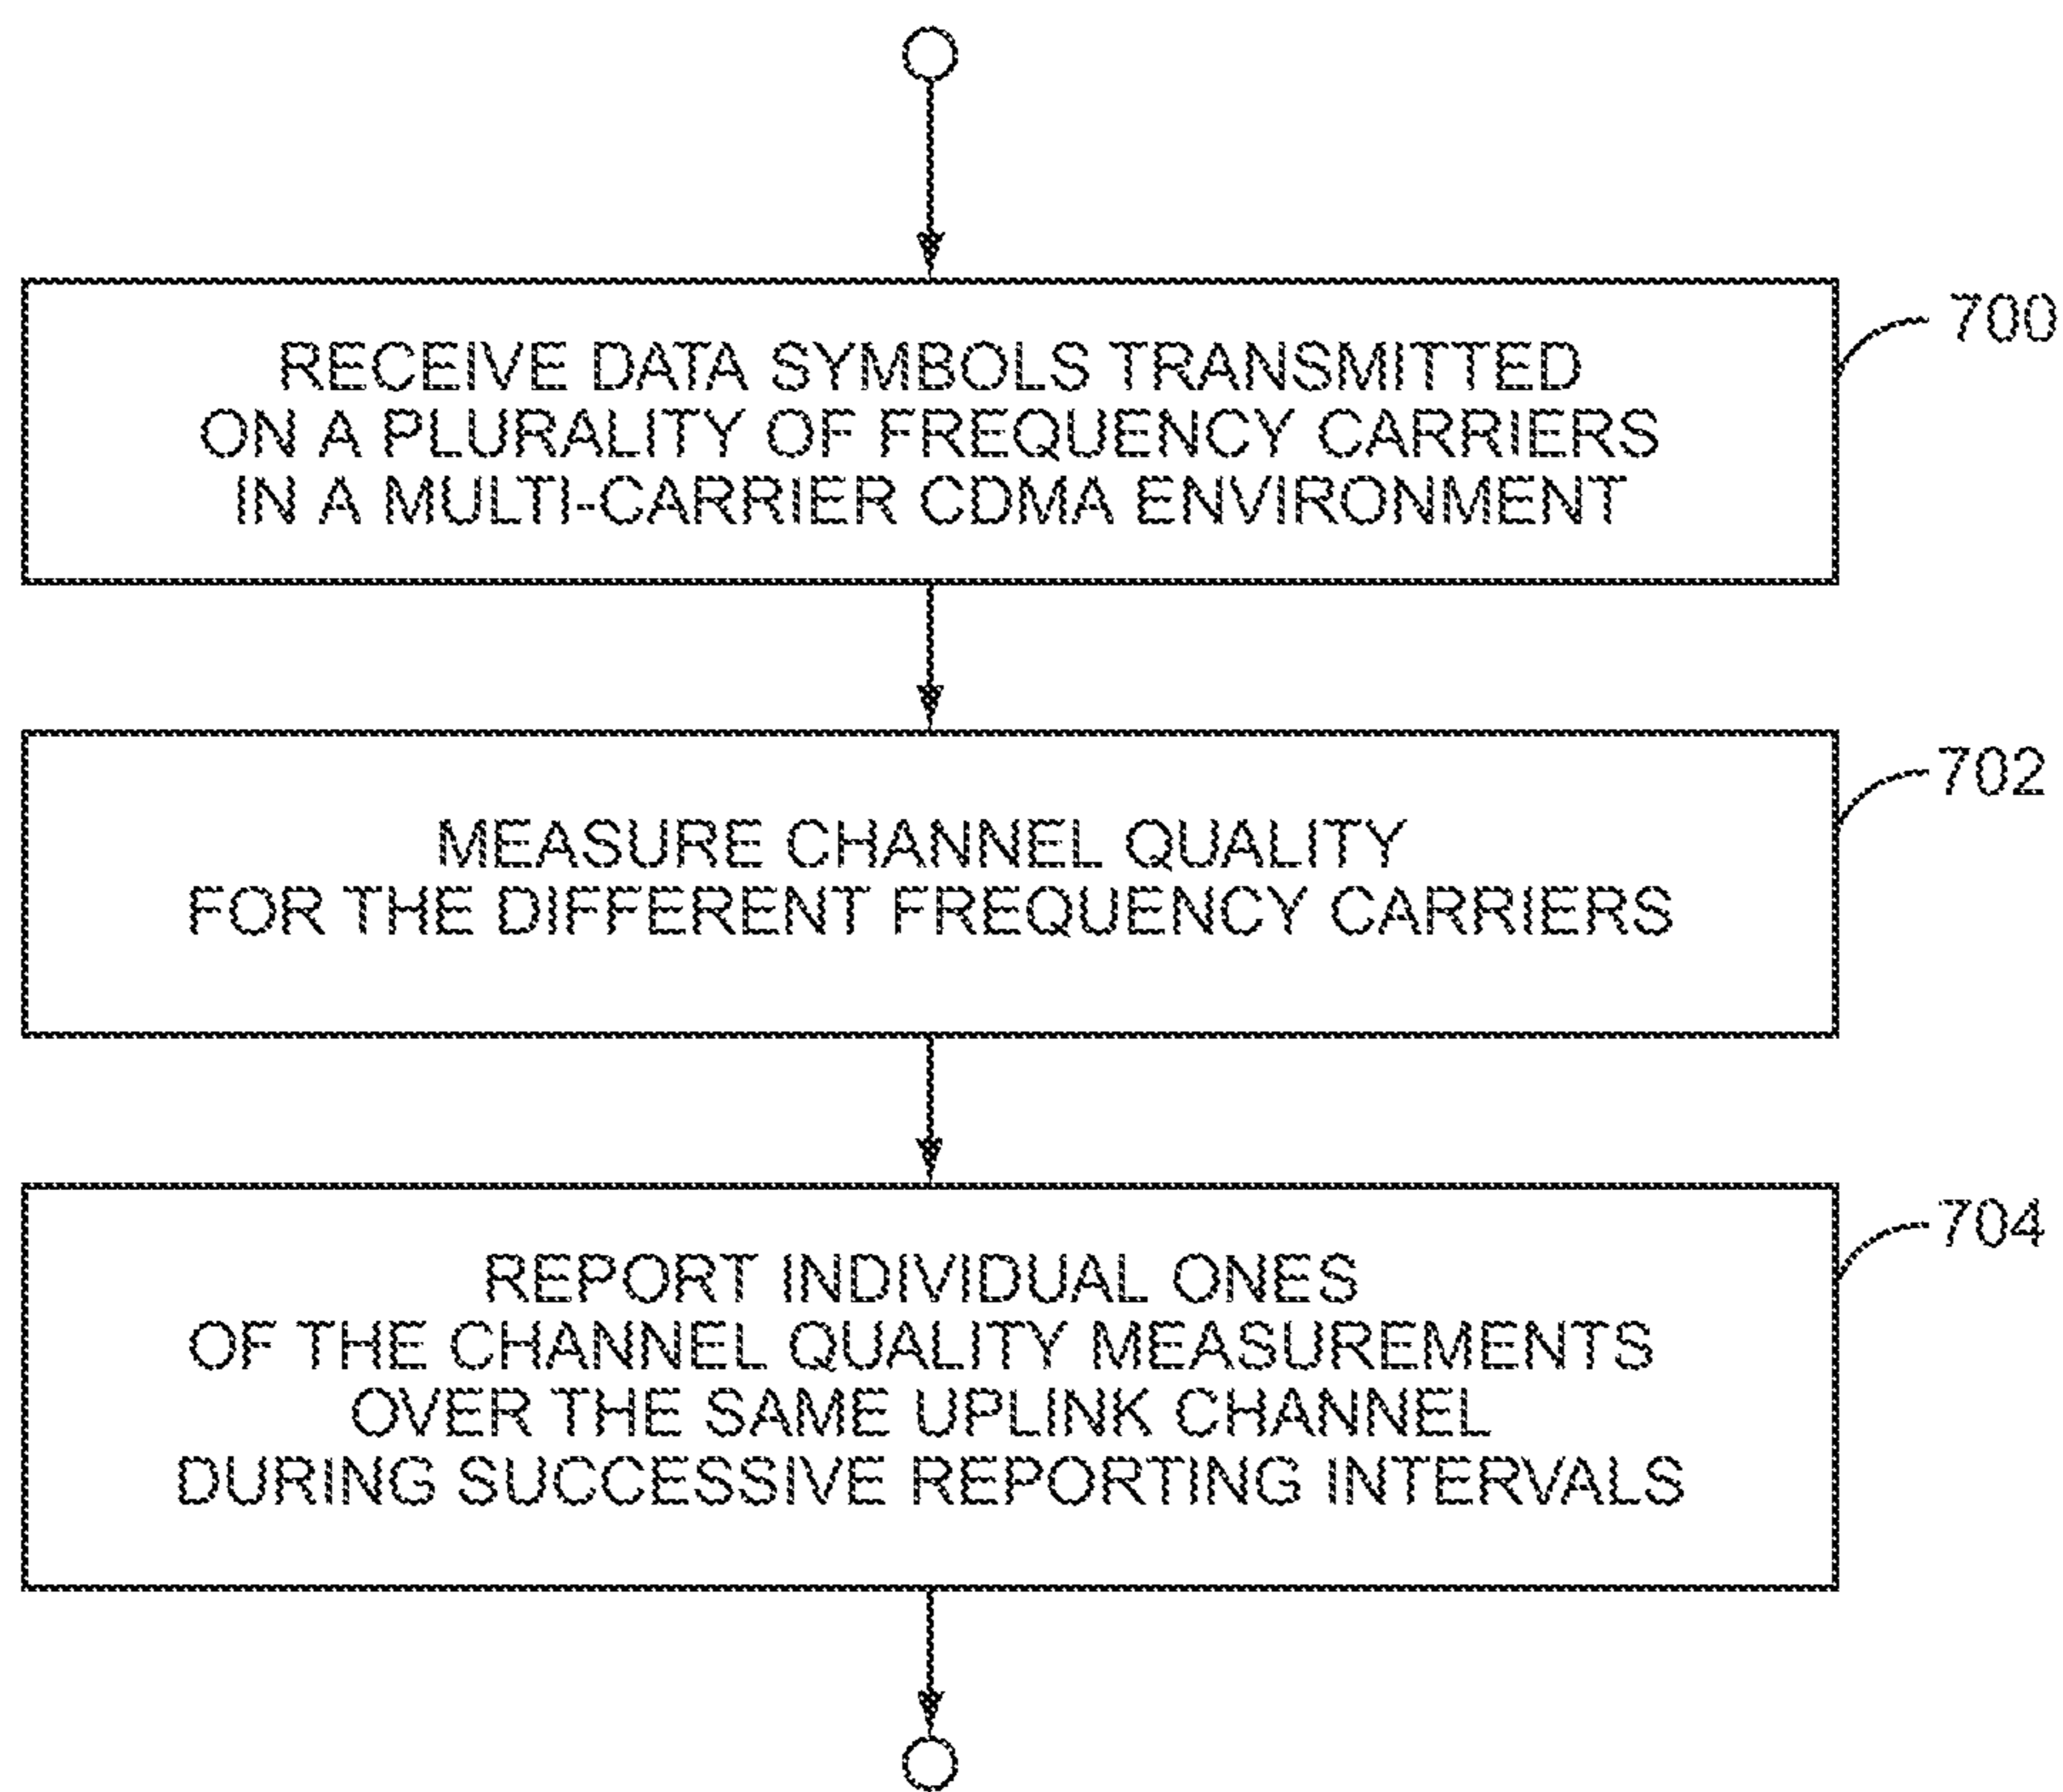 RECEIVE DATA SYMBOLS TRANSMITTED
ON A PLURALITY OF FREQUENCY CARRIERS
IN A MULTI-CARRIER CDMA ENVIRONMENT
700
MEASURE CHANNEL QUALITY
FOR THE DIFFERENT FREQUENCY CARRIERS
702
REPORT INDIVIDUAL ONES
OF THE CHANNEL QUALITY MEASUREMENTS
OVER THE SAME UPLINK CHANNEL
DURING SUCCESSIVE REPORTING INTERVALS
704